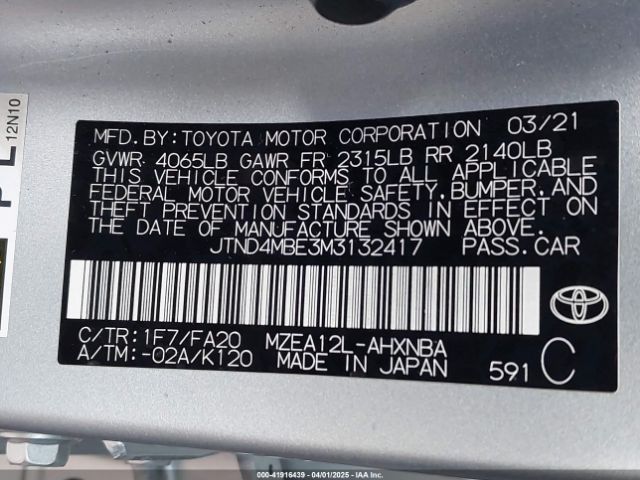 MFD.BY:TOYOTA MOTOR CORPORATION 03/21
GVWR 4065LB GAWR FR 2315LB RR 2140LB
THIS VEHICLE CONFORMS TO ALL APPLICABLE
FEDERAL MOTOR VEHICLE SAFETY,BUMPER,AND
THEFT PREVENTION STANDARDS IN EFFECT ON
THE DATE OF MANUFACTURE SHOWN ABOVE.
JTND4MBE3M3132417 PASS.CAR
C/TR:1F7/FA20 MZEA12L-AHXNBA
A/TM:-02A/K120 MADE IN JAPAN 591 C
TOYOTA
12N10
000-41916439 - 04/01/2025 - IAAI.com